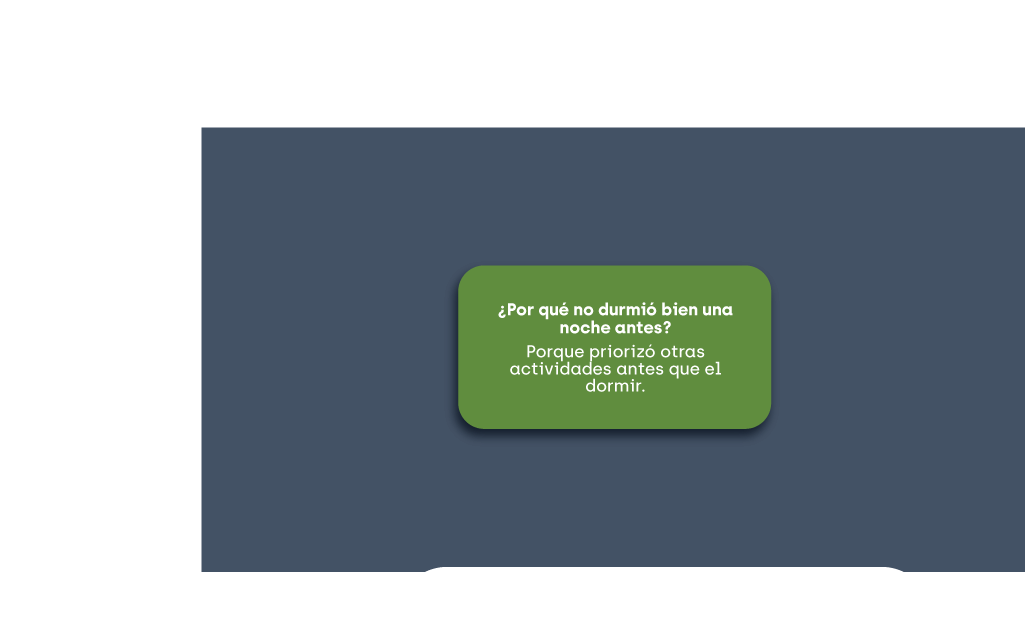 ¿Por qué no durmió bien una
noche antes?
Porque priorizó otras
actividades antes que el
dormir.